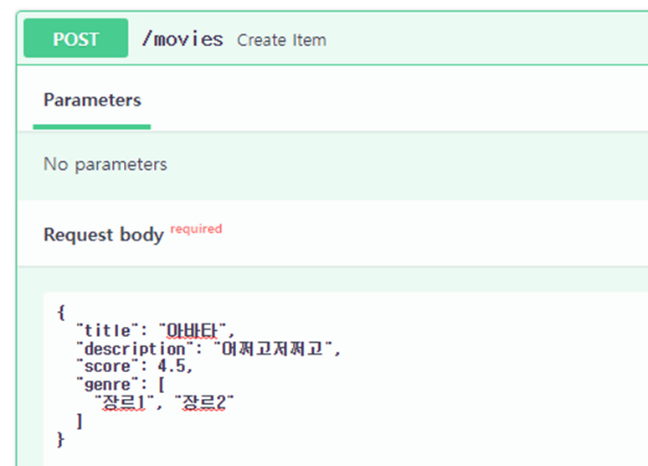 POST /movies Create Item
Parameters
No parameters
Request body required
{
"title": "아바타",
"description": "어쩌고저쩌고",
"score": 4.5,
"genre": [
"장르1", "장르2"
]
}